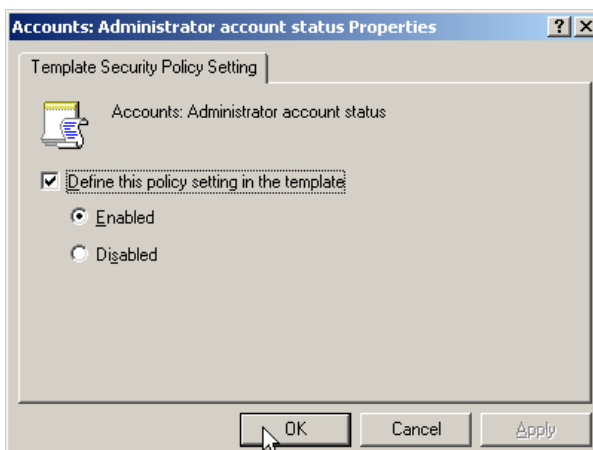 Accounts: Administrator account status Properties
Template Security Policy Setting
Accounts: Administrator account status
Define this policy setting in the template
Enabled
Disabled
OK Cancel Apply